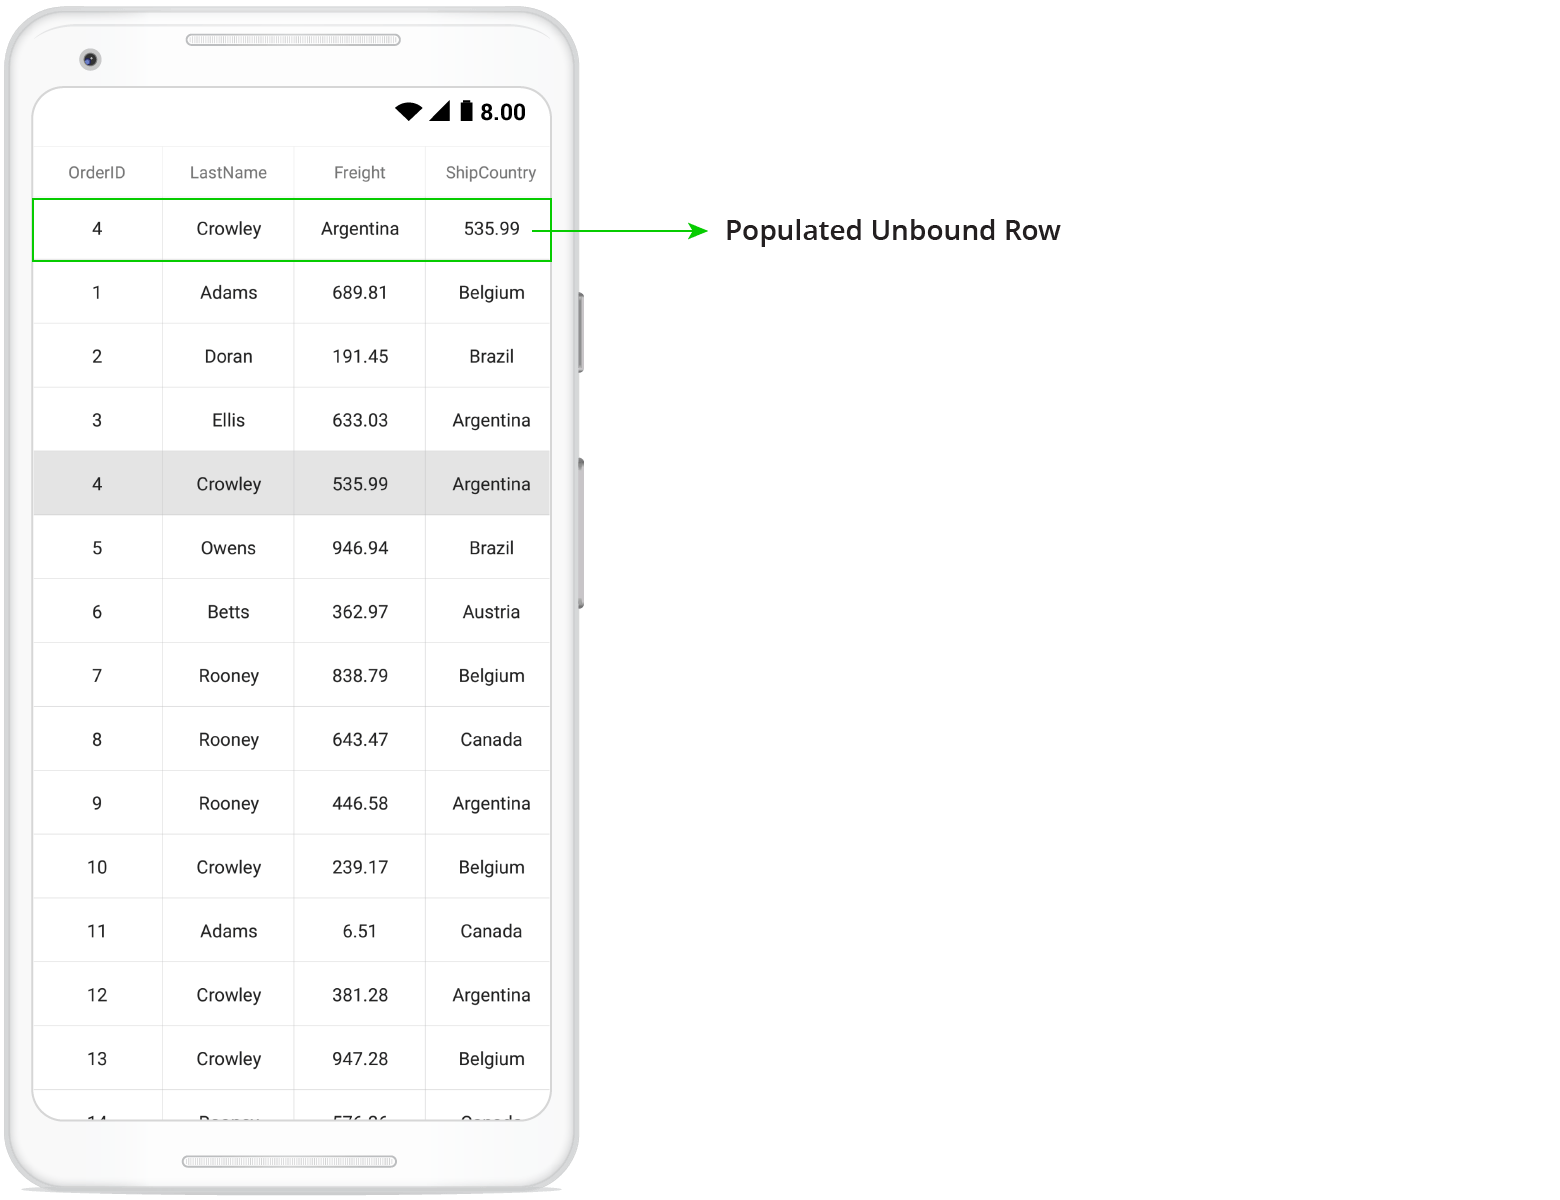 8.00
OrderID LastName Freight ShipCountry
4 Crowley Argentina 535.99 Populated Unbound Row
1 Adams 689.81 Belgium
2 Doran 191.45 Brazil
3 Ellis 633.03 Argentina
4 Crowley 535.99 Argentina
5 Owens 946.94 Brazil
6 Betts 362.97 Austria
7 Rooney 838.79 Belgium
8 Rooney 643.47 Canada
9 Rooney 446.58 Argentina
10 Crowley 239.17 Belgium
11 Adams 6.51 Canada
12 Crowley 381.28 Argentina
13 Crowley 947.28 Belgium